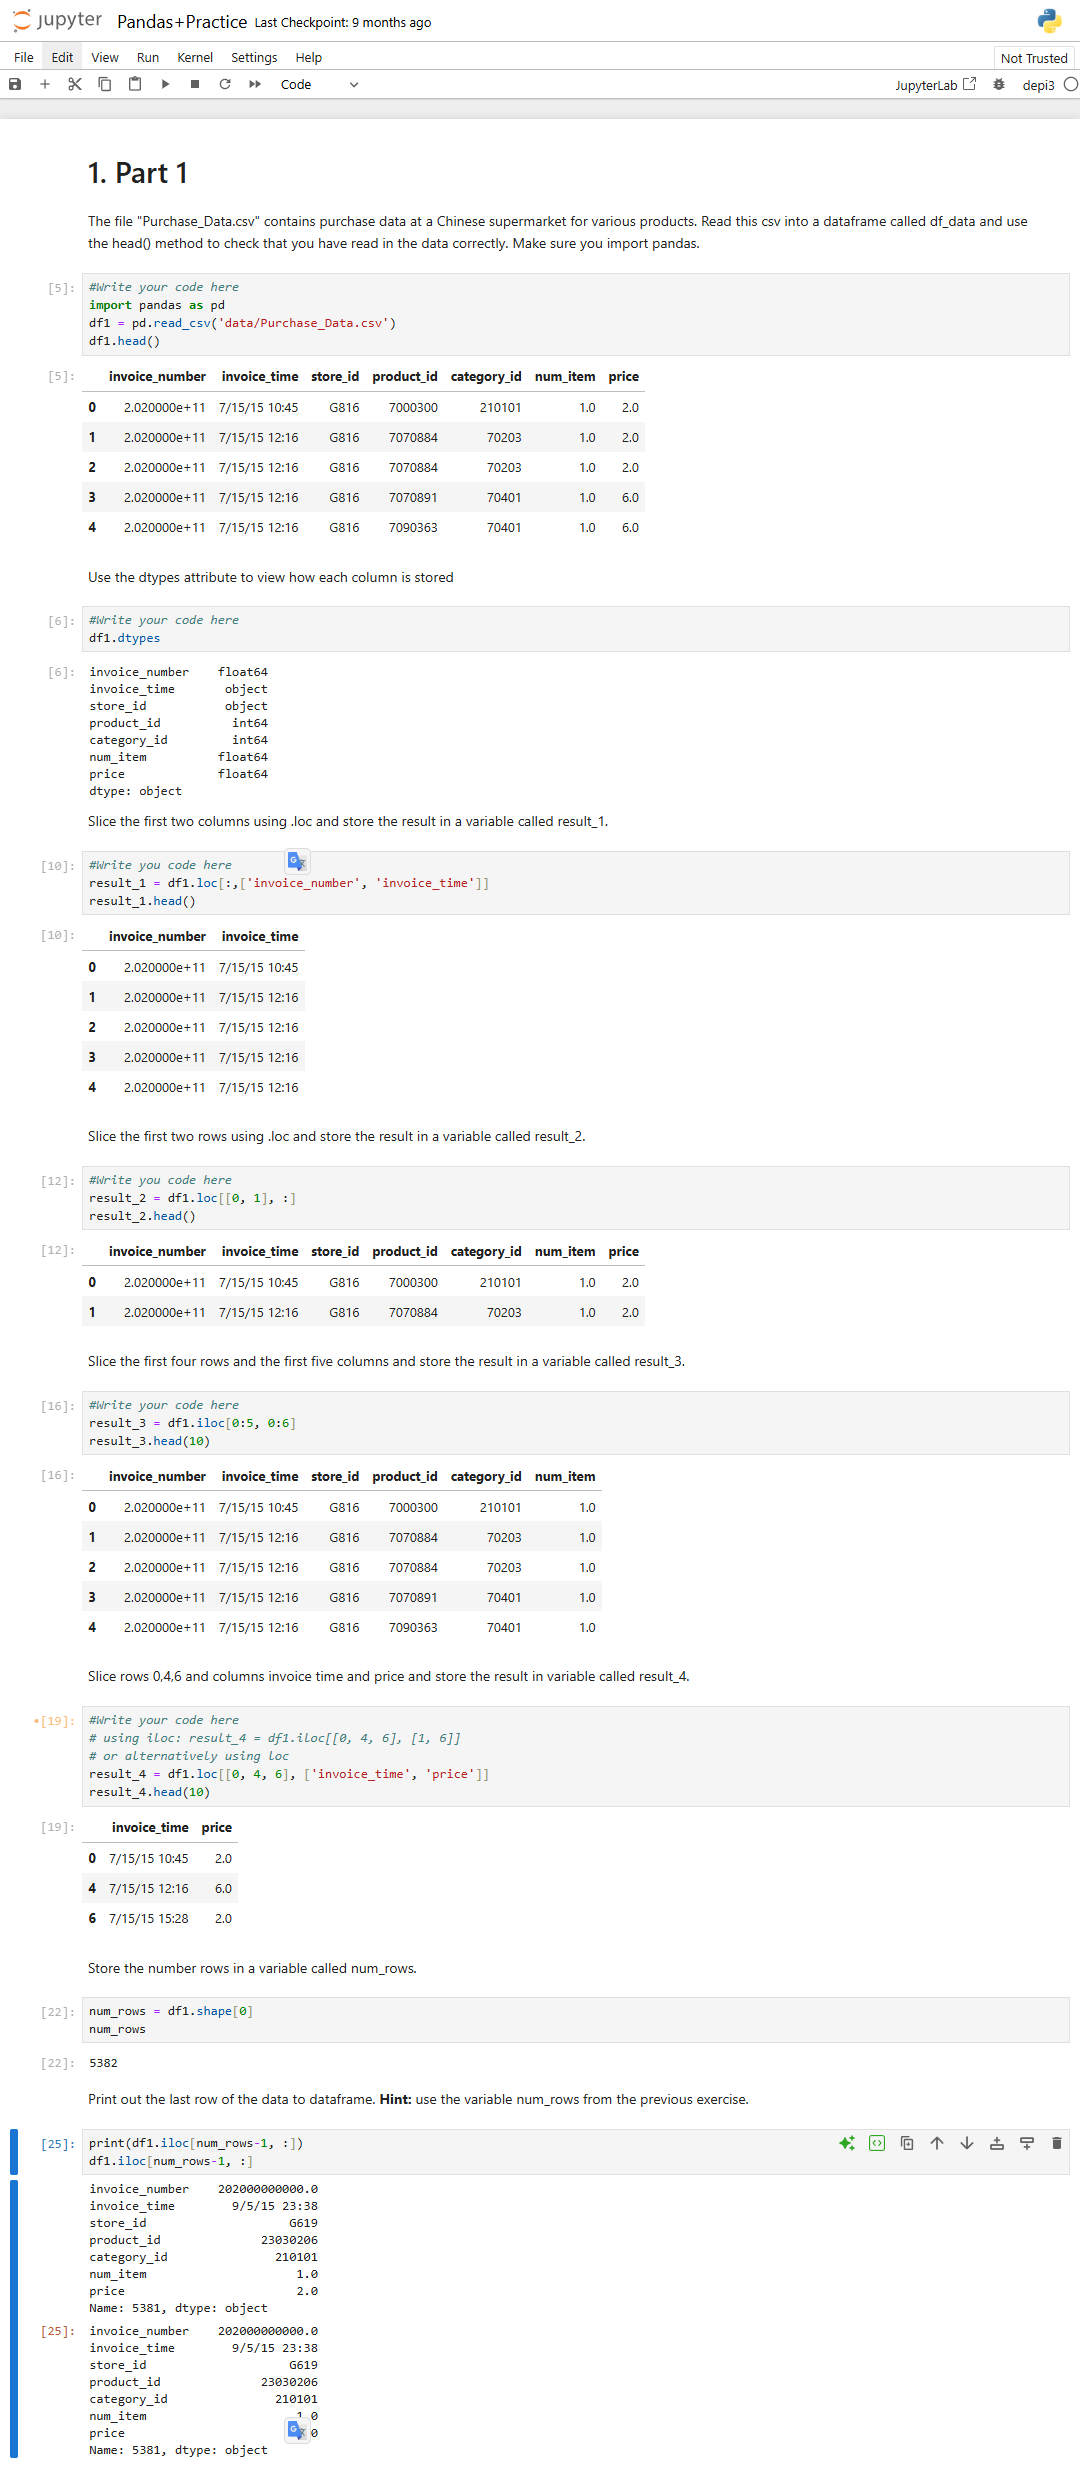 jupyter Pandas+Practice Last Checkpoint: 9 months ago
File Edit View Run Kernel Settings Help Not Trusted
Code JupyterLab depi3
1. Part 1
The file "Purchase_Data.csv" contains purchase data at a Chinese supermarket for various products. Read this csv into a dataframe called df_data and use
the head() method to check that you have read in the data correctly. Make sure you import pandas.
[5]: #Write your code here
import pandas as pd
df1 = pd.read_csv('data/Purchase_Data.csv')
df1.head()
[5]: invoice_number invoice_time store_id product_id category_id num_item price
0 2.020000e+11 7/15/15 10:45 G816 7000300 210101 1.0 2.0
1 2.020000e+11 7/15/15 12:16 G816 7070884 70203 1.0 2.0
2 2.020000e+11 7/15/15 12:16 G816 7070884 70203 1.0 2.0
3 2.020000e+11 7/15/15 12:16 G816 7070891 70401 1.0 6.0
4 2.020000e+11 7/15/15 12:16 G816 7090363 70401 1.0 6.0
Use the dtypes attribute to view how each column is stored
[6]: #Write your code here
df1.dtypes
[6]: invoice_number float64
invoice_time object
store_id object
product_id int64
category_id int64
num_item float64
price float64
dtype: object
Slice the first two columns using .loc and store the result in a variable called result_1.
[10]: #Write you code here
result_1 = df1.loc[:,['invoice_number', 'invoice_time']]
result_1.head()
[10]: invoice_number invoice_time
0 2.020000e+11 7/15/15 10:45
1 2.020000e+11 7/15/15 12:16
2 2.020000e+11 7/15/15 12:16
3 2.020000e+11 7/15/15 12:16
4 2.020000e+11 7/15/15 12:16
Slice the first two rows using .loc and store the result in a variable called result_2.
[12]: #Write your code here
result_2 = df1.loc[[0, 1], :]
result_2.head()
[12]: invoice_number invoice_time store_id product_id category_id num_item price
0 2.020000e+11 7/15/15 10:45 G816 7000300 210101 1.0 2.0
1 2.020000e+11 7/15/15 12:16 G816 7070884 70203 1.0 2.0
Slice the first four rows and the first five columns and store the result in a variable called result_3.
[16]: #Write your code here
result_3 = df1.iloc[0:5, 0:6]
result_3.head(10)
[16]: invoice_number invoice_time store_id product_id category_id num_item
0 2.020000e+11 7/15/15 10:45 G816 7000300 210101 1.0
1 2.020000e+11 7/15/15 12:16 G816 7070884 70203 1.0
2 2.020000e+11 7/15/15 12:16 G816 7070884 70203 1.0
3 2.020000e+11 7/15/15 12:16 G816 7070891 70401 1.0
4 2.020000e+11 7/15/15 12:16 G816 7090363 70401 1.0
Slice rows 0,4,6 and columns invoice time and price and store the result in variable called result_4.
•[19]: #Write your code here
# using iloc: result_4 = df1.iloc[[0, 4, 6], [1, 6]]
# or alternatively using loc
result_4 = df1.loc[[0, 4, 6], ['invoice_time', 'price']]
result_4.head(10)
[19]: invoice_time price
0 7/15/15 10:45 2.0
4 7/15/15 12:16 6.0
6 7/15/15 15:28 2.0
Store the number rows in a variable called num_rows.
[22]: num_rows = df1.shape[0]
num_rows
[22]: 5382
Print out the last row of the data to dataframe. Hint: use the variable num_rows from the previous exercise.
[25]: print(df1.iloc[num_rows-1, :])
df1.iloc[num_rows-1, :]
invoice_number 202000000000.0
invoice_time 9/5/15 23:38
store_id G619
product_id 23030206
category_id 210101
num_item 1.0
price 2.0
Name: 5381, dtype: object
[25]: invoice_number 202000000000.0
invoice_time 9/5/15 23:38
store_id G619
product_id 23030206
category_id 210101
num_item 1.0
price
Name: 5381, dtype: object